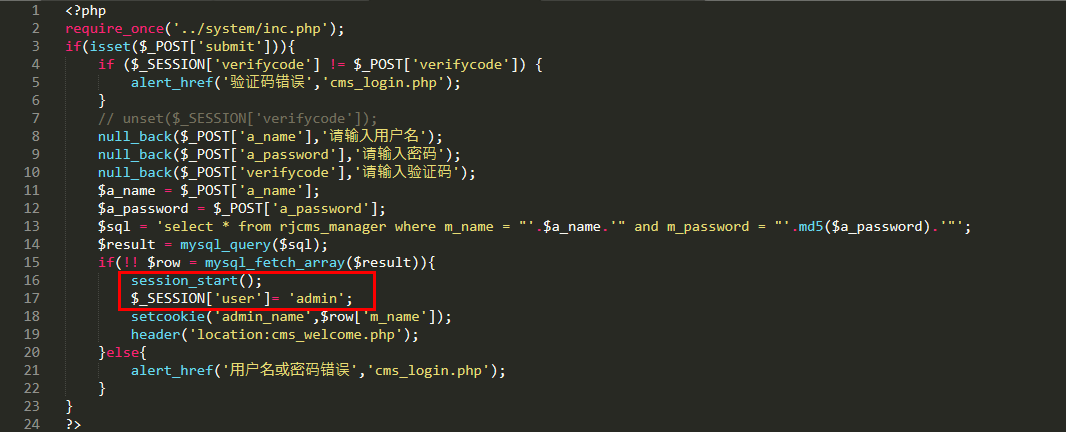 1 <?php
2 require_once('../system/inc.php');
3 if(isset($_POST['submit'])){
4 if ($_SESSION['verifycode'] != $_POST['verifycode']) {
5 alert_href('验证码错误','cms_login.php');
6 }
7 // unset($_SESSION['verifycode']);
8 null_back($_POST['a_name'],'请输入用户名');
9 null_back($_POST['a_password'],'请输入密码');
10 null_back($_POST['verifycode'],'请输入验证码');
11 $a_name = $_POST['a_name'];
12 $a_password = $_POST['a_password'];
13 $sql = 'select * from rjcms_manager where m_name = "'.$a_name.'" and m_password = "'.md5($a_password).'"';
14 $result = mysql_query($sql);
15 if(!! $row = mysql_fetch_array($result)){
16 session_start();
17 $_SESSION['user']= 'admin';
18 setcookie('admin_name',$row['m_name']);
19 header('location:cms_welcome.php');
20 }else{
21 alert_href('用户名或密码错误','cms_login.php');
22 }
23 }
24 ?>